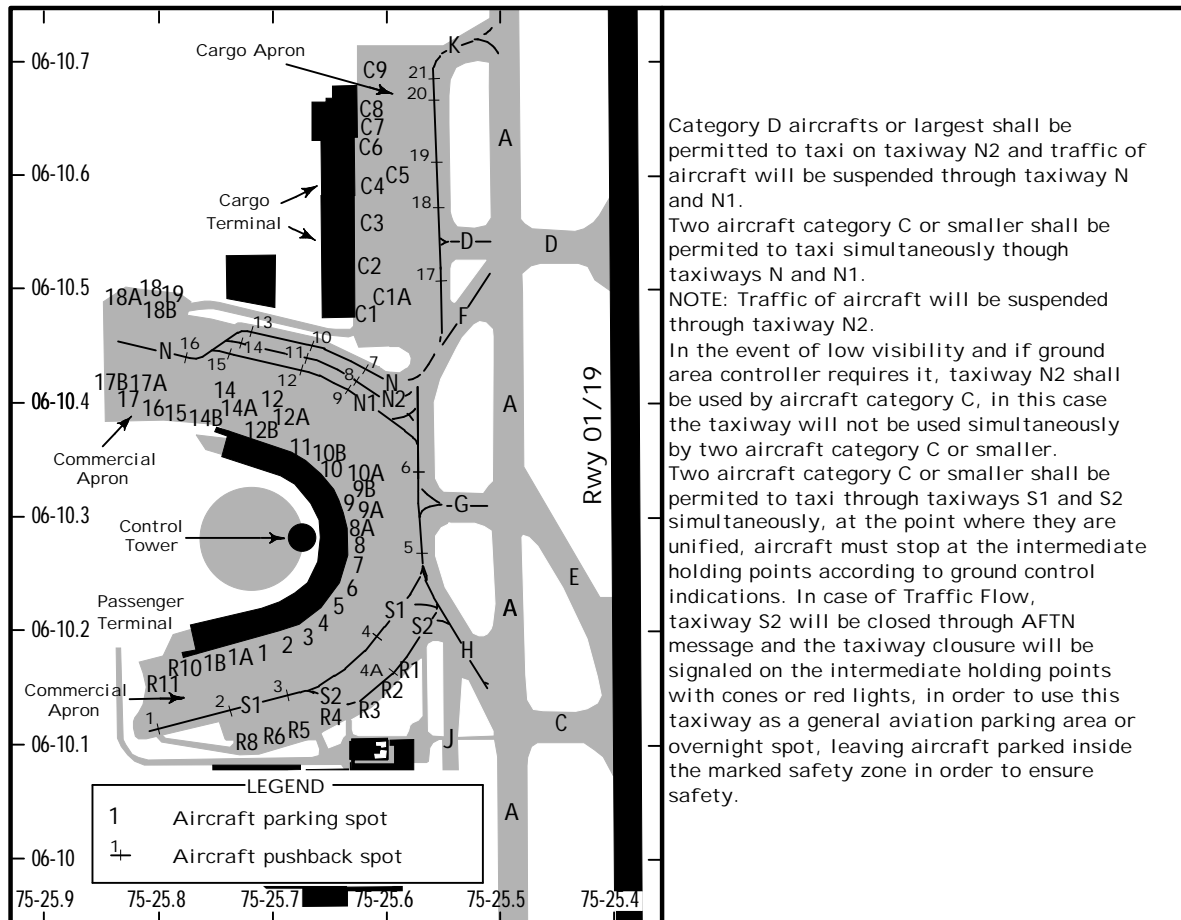 06-10.7
06-10.6
06-10.5
06-10.4
06-10.3
06-10.2
06-10.1
06-10
75-25.9
75-25.8
75-25.7
75-25.6
75-25.5
75-25.4
Cargo Apron
K
C9
21
20
C8
C7
C6
A
19
C5
C4
Cargo
Terminal
18
C3
D
D
C2
17
C1A
C1
F
18
19
18A
18B
13
10
16
14
11
7
N
15
12
8
N
9
N1
N2
17B
17A
17
16
15
14
14A
14B
12
12A
12B
A
Commercial
Apron
11
10B
10
10A
9B
9
9A
8A
8
7
6
5
4
3
2
1
1A
1B
R10
R11
6
G
Rwy 01/19
5
Control
Tower
E
Passenger
Terminal
S1
A
S2
4
H
4A
R1
R2
R3
R4
R5
R6
R8
Commercial
Apron
3
S2
2
S1
1
J
C
A
LEGEND
1 Aircraft parking spot
1 Aircraft pushback spot
Category D aircrafts or largest shall be
permitted to taxi on taxiway N2 and traffic of
aircraft will be suspended through taxiway N
and N1.
Two aircraft category C or smaller shall be
permited to taxi simultaneously though
taxiways N and N1.
NOTE: Traffic of aircraft will be suspended
through taxiway N2.
In the event of low visibility and if ground
area controller requires it, taxiway N2 shall
be used by aircraft category C, in this case
the taxiway will not be used simultaneously
by two aircraft category C or smaller.
Two aircraft category C or smaller shall be
permited to taxi through taxiways S1 and S2
simultaneously, at the point where they are
unified, aircraft must stop at the intermediate
holding points according to ground control
indications. In case of Traffic Flow,
taxiway S2 will be closed through AFTN
message and the taxiway clousure will be
signaled on the intermediate holding points
with cones or red lights, in order to use this
taxiway as a general aviation parking area or
overnight spot, leaving aircraft parked inside
the marked safety zone in order to ensure
safety.